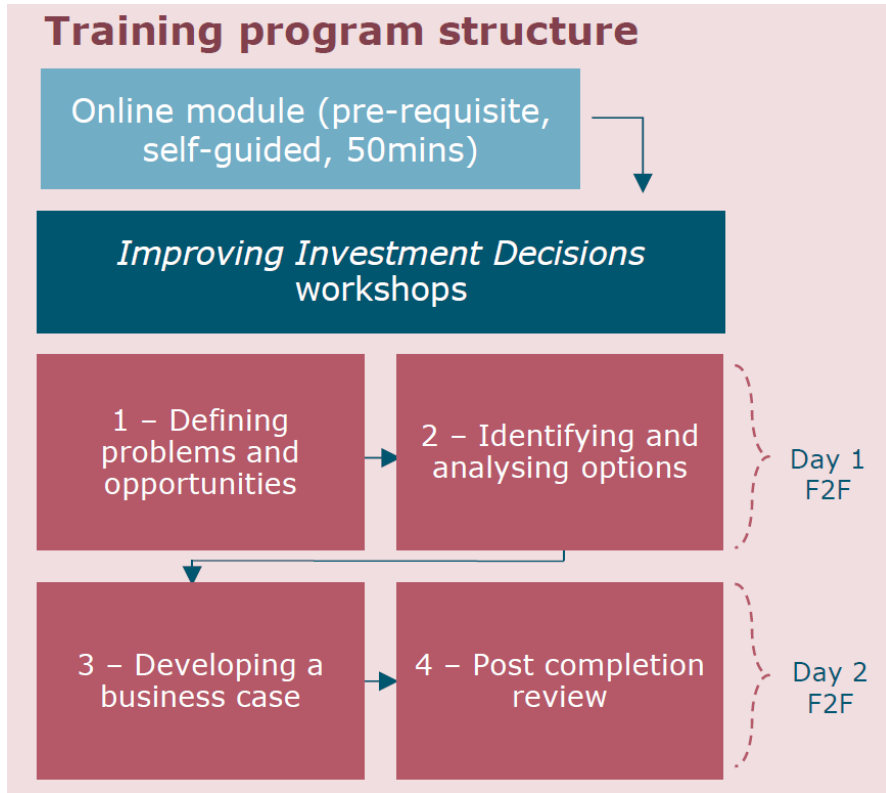 Training program structure
Online module (pre-requisite,
self-guided, 50mins)
Improving Investment Decisions
workshops
1 – Defining
problems and
opportunities
2 – Identifying and
analysing options
Day 1
F2F
3 – Developing a
business case
4 – Post completion
review
Day 2
F2F